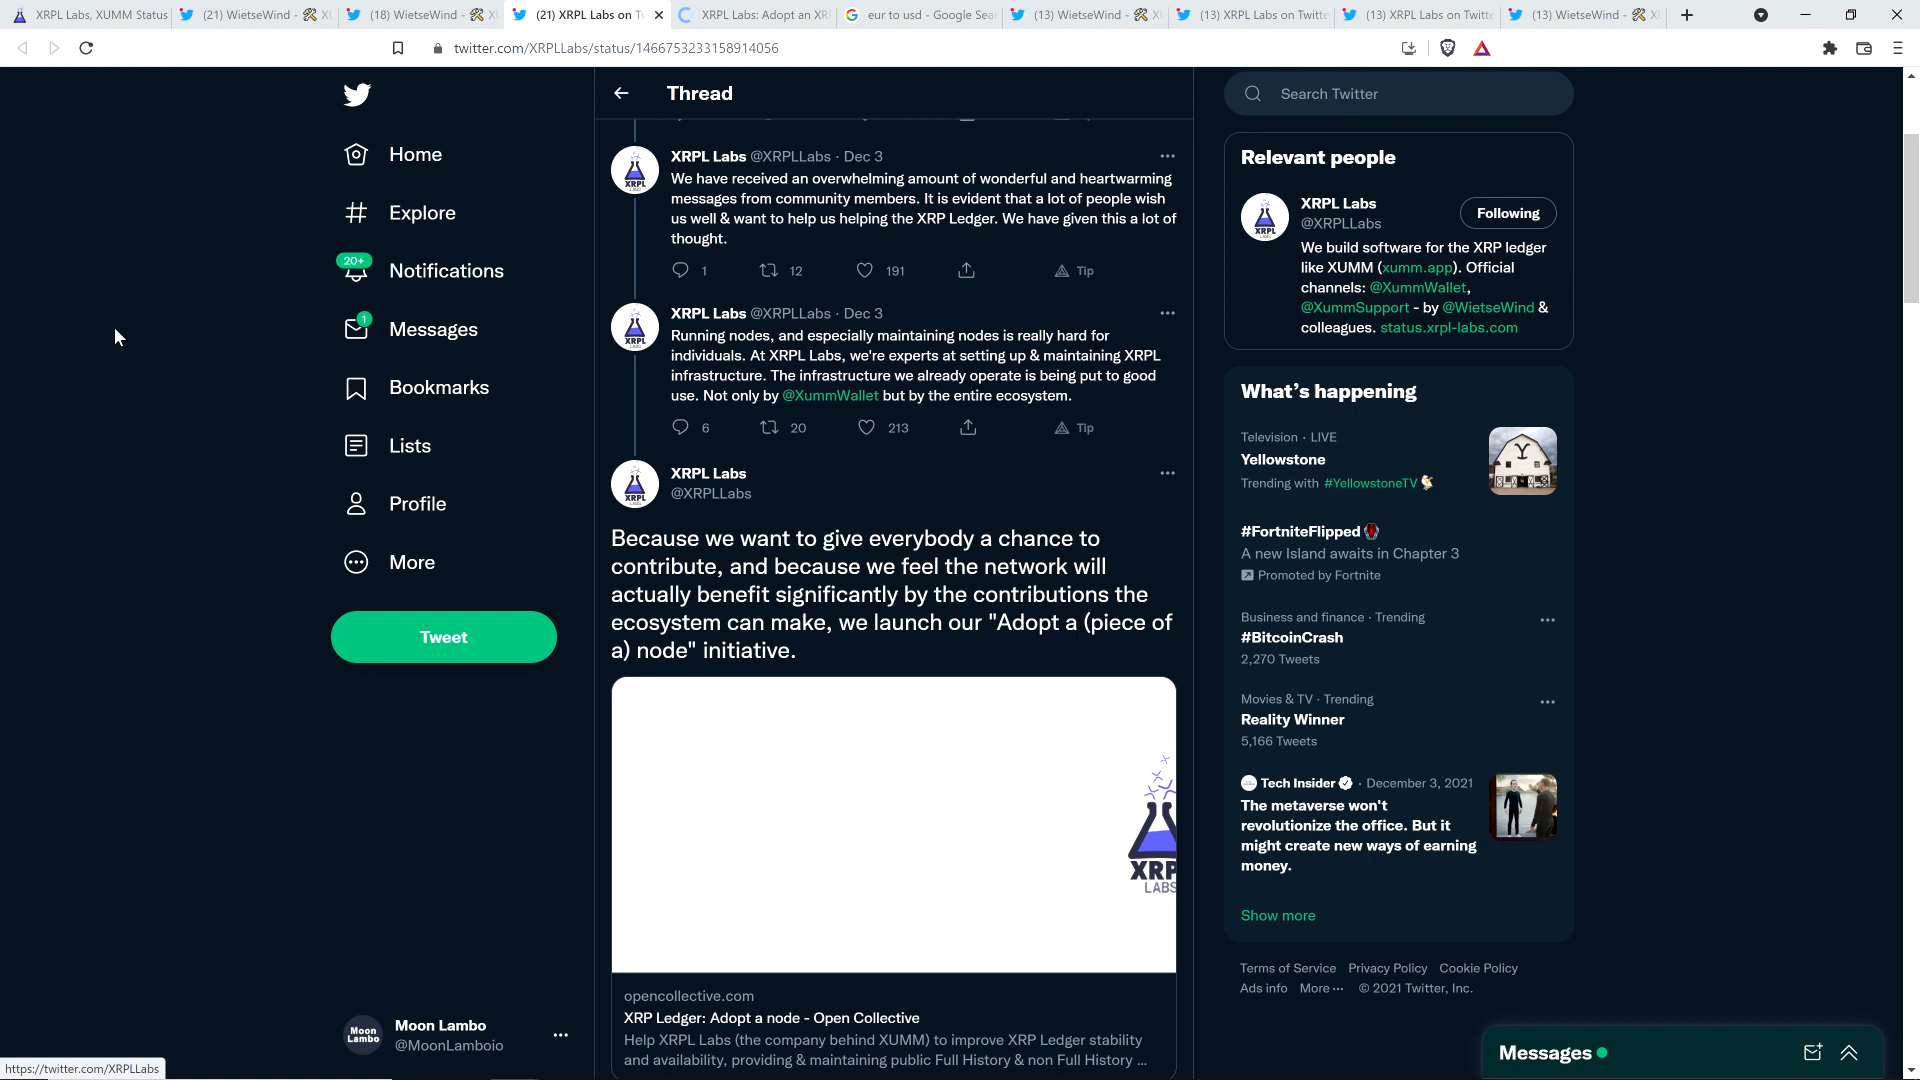 XRPL Labs, XUMM Status
(21) WietseWind -
(18) WietseWind -
(21) XRPL Labs on T
XRPL Labs: Adopt an XR
eur to usd - Google Sea
(13) WietseWind -
(13) XRPL Labs on Twitte
(13) XRPL Labs on Twitte
(13) WietseWind -
twitter.com/XRPLLabs/status/1466753233158914056
Home
Explore
20+
Notifications
1
Messages
Bookmarks
Lists
Profile
More
Tweet
Moon Lambo
Moon Lambo
@MoonLamboio
https://twitter.com/XRPLLabs
Thread
XRPL Labs @XRPLLabs · Dec 3
We have received an overwhelming amount of wonderful and heartwarming
messages from community members. It is evident that a lot of people wish
us well & want to help us helping the XRP Ledger. We have given this a lot of
thought.
1 12 191 Tip
XRPL Labs @XRPLLabs · Dec 3
Running nodes, and especially maintaining nodes is really hard for
individuals. At XRPL Labs, we're experts at setting up & maintaining XRPL
infrastructure. The infrastructure we already operate is being put to good
use. Not only by @XummWallet but by the entire ecosystem.
6 20 213 Tip
XRPL Labs
@XRPLLabs
Because we want to give everybody a chance to
contribute, and because we feel the network will
actually benefit significantly by the contributions the
ecosystem can make, we launch our "Adopt a (piece of
a) node" initiative.
XRP
LABS
opencollective.com
XRP Ledger: Adopt a node - Open Collective
Help XRPL Labs (the company behind XUMM) to improve XRP Ledger stability
and availability, providing & maintaining public Full History & non Full History ...
Search Twitter
Relevant people
XRPL Labs
@XRPLLabs
Following
We build software for the XRP ledger
like XUMM (xumm.app). Official
channels: @XummWallet,
@XummSupport - by @WietseWind &
colleagues. status.xrpl-labs.com
What's happening
Television · LIVE
Yellowstone
Trending with #YellowstoneTV
#FortniteFlipped
A new Island awaits in Chapter 3
Promoted by Fortnite
Business and finance · Trending
#BitcoinCrash
2,270 Tweets
Movies & TV · Trending
Reality Winner
5,166 Tweets
Tech Insider · December 3, 2021
The metaverse won't
revolutionize the office. But it
might create new ways of earning
money.
Show more
Terms of Service Privacy Policy Cookie Policy
Ads info More ··· © 2021 Twitter, Inc.
Messages